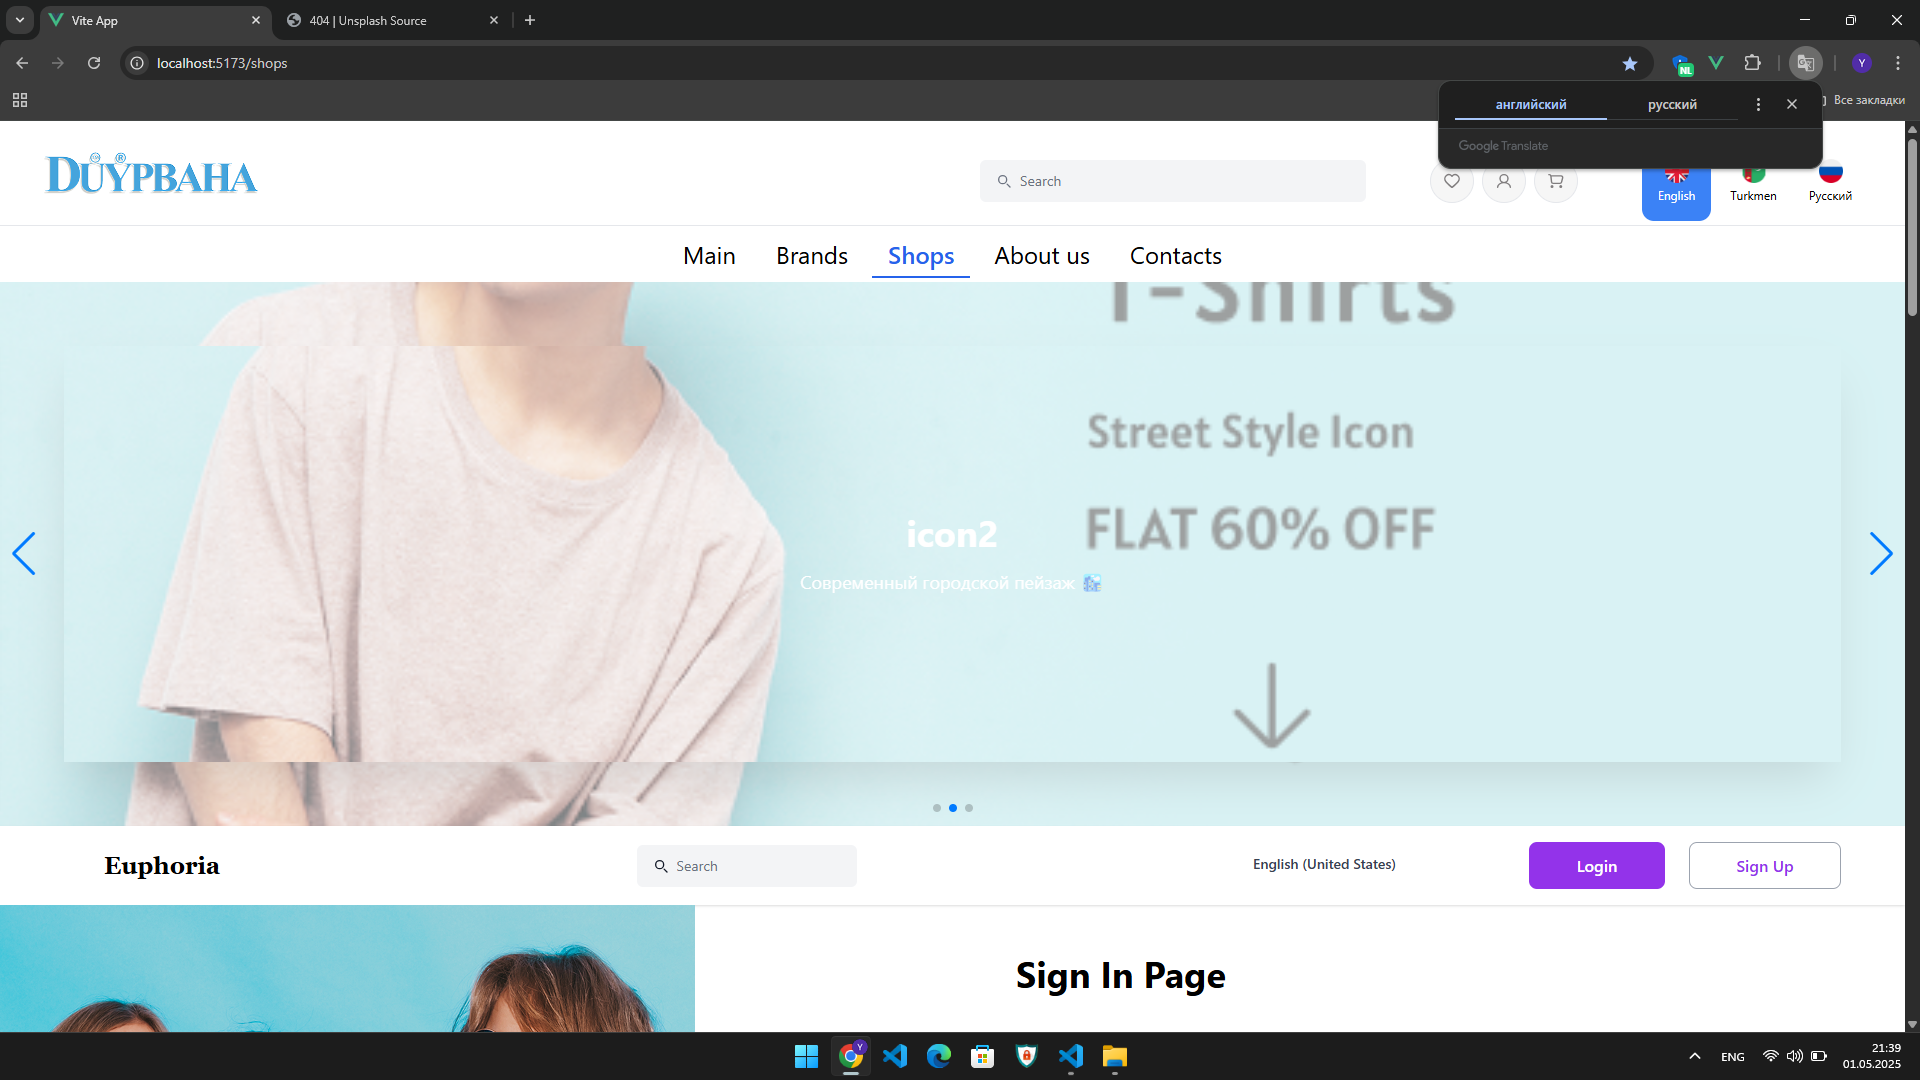 Vite App
404 | Unsplash Source
localhost:5173/shops
NL
Y
Все закладки
английский
русский
Google Translate
DÜÝPBAHA
Search
English
Turkmen
Русский
Main
Brands
Shops
About us
Contacts
T-Shirts
Street Style Icon
FLAT 60% OFF
icon2
Современный городской пейзаж
Euphoria
Search
English (United States)
Login
Sign Up
Sign In Page
Y
ENG
21:39
01.05.2025